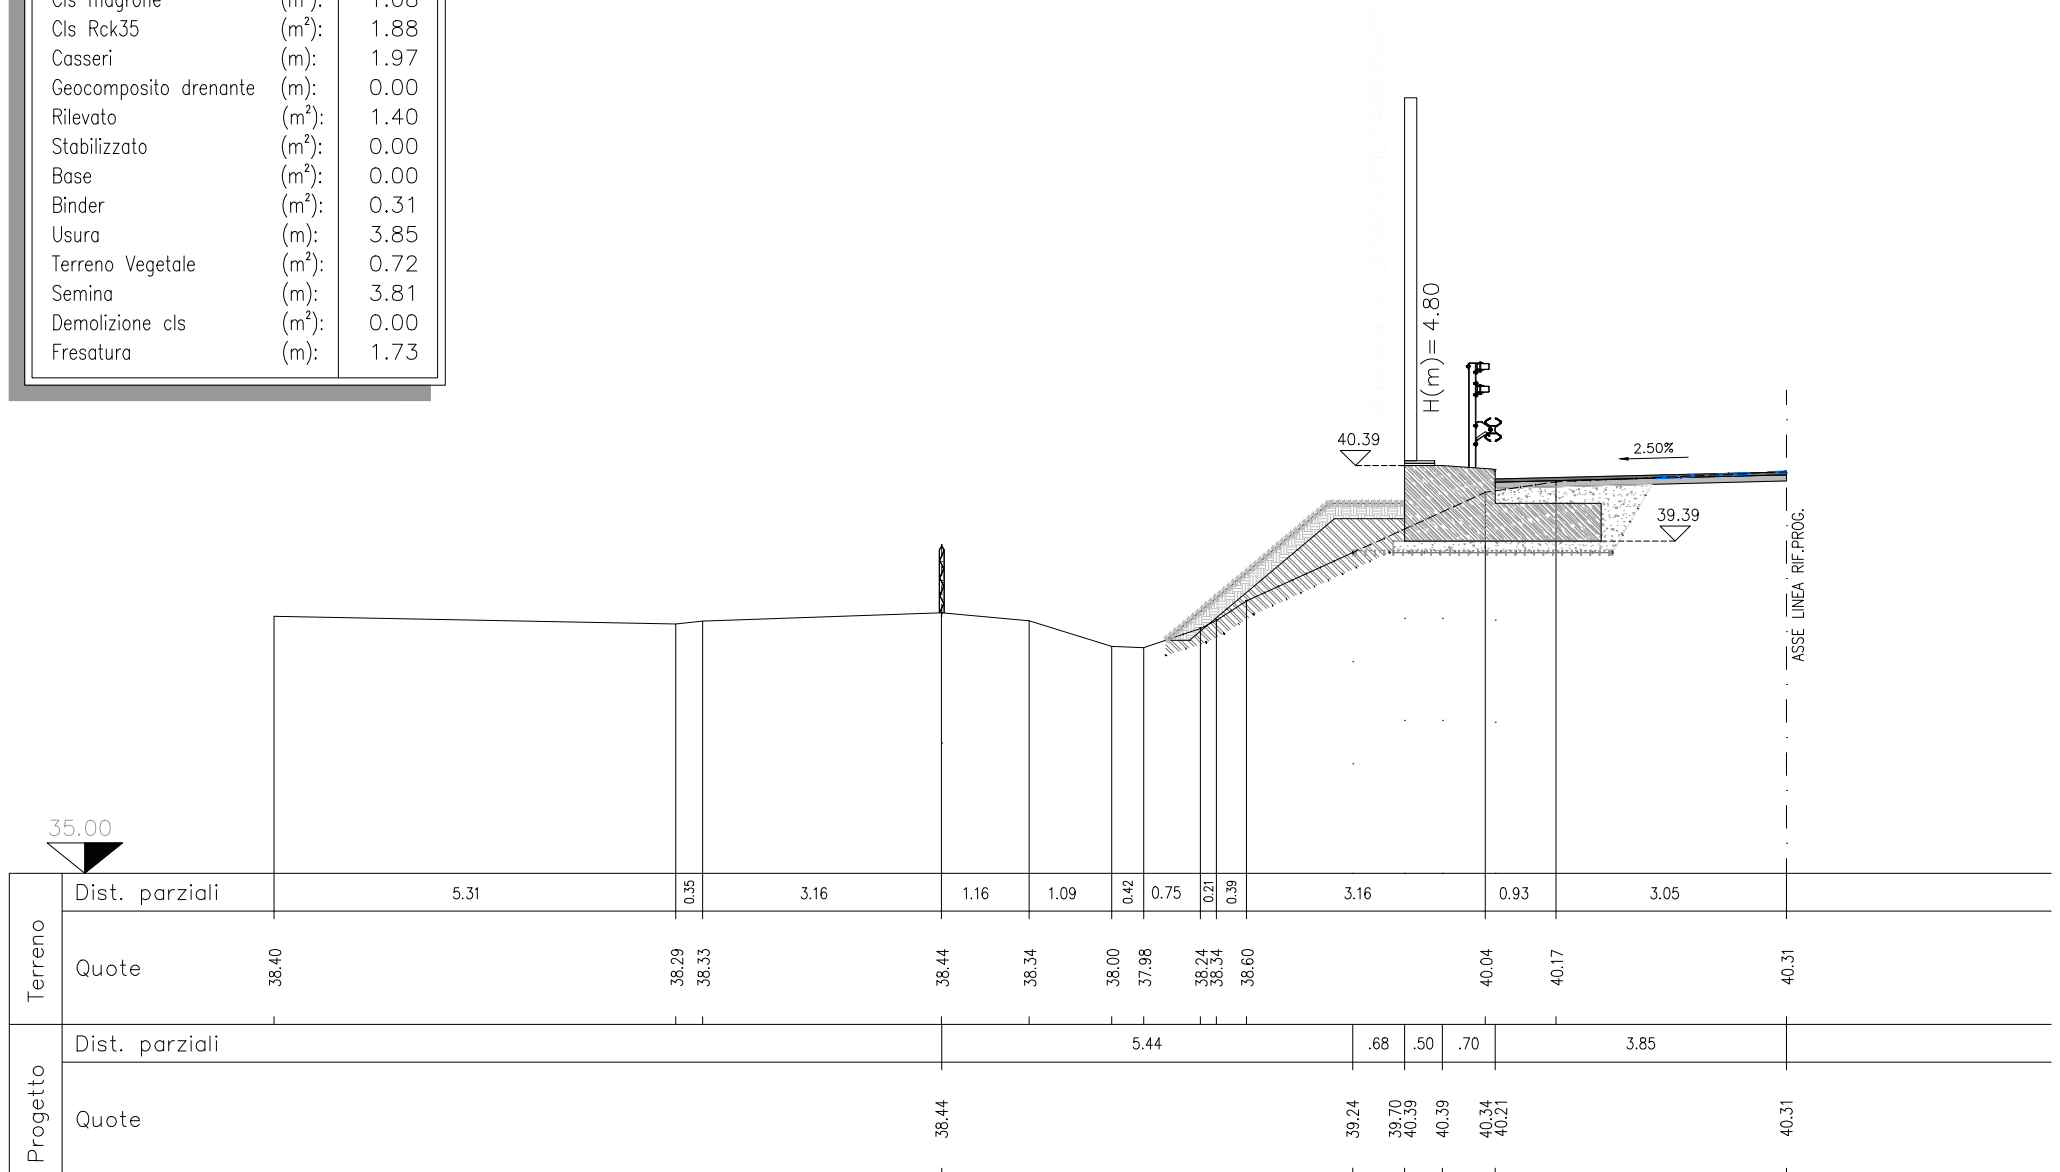 Cls magrone (m²): 1.08
Cls Rck35 (m²): 1.88
Casseri (m): 1.97
Geocomposito drenante (m): 0.00
Rilevato (m²): 1.40
Stabilizzato (m²): 0.00
Base (m²): 0.00
Binder (m²): 0.31
Usura (m): 3.85
Terreno Vegetale (m²): 0.72
Semina (m): 3.81
Demolizione cls (m²): 0.00
Fresatura (m): 1.73
H(m)= 4.80
40.39
2.50%
39.39
ASSE LINEA RIF.PROG.
35.00
Terreno
Dist. parziali 5.31 0.35 3.16 1.16 1.09 0.42 0.75 0.21 0.39 3.16 0.93 3.05
Quote 38.40 38.29 38.33 38.44 38.34 38.00 37.98 38.24 38.34 38.60 40.04 40.17 40.31
Progetto
Dist. parziali 5.44 .68 .50 .70 3.85
Quote 38.44 39.24 39.70 40.39 40.39 40.34 40.21 40.31